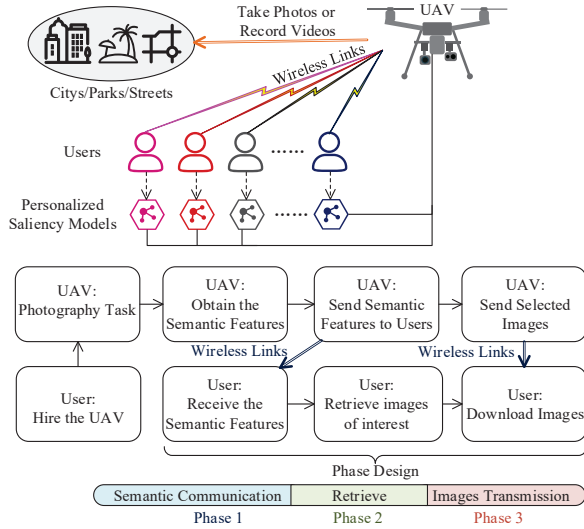 Take Photos or
Record Videos
UAV
Wireless Links
Citys/Parks/Streets
Users
......
Personalized
Saliency Models
......
UAV:
Photography Task
UAV:
Obtain the
Semantic Features
UAV:
Send Semantic
Features to Users
UAV:
Send Selected
Images
Wireless Links
Wireless Links
User:
Hire the UAV
User:
Receive the
Semantic Features
User:
Retrieve images
of interest
User:
Download Images
Phase Design
Semantic Communication
Retrieve
Images Transmission
Phase 1
Phase 2
Phase 3